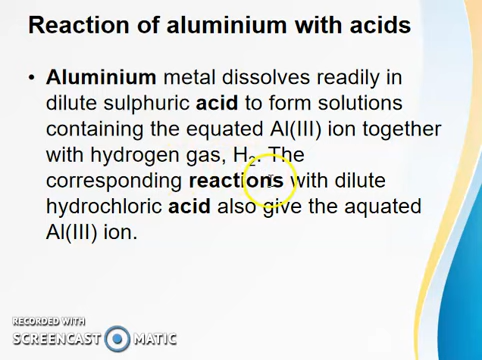 Reaction of aluminium with acids
• Aluminium metal dissolves readily in
dilute sulphuric acid to form solutions
containing the equated Al(III) ion together
with hydrogen gas, H2. The
corresponding reactions with dilute
hydrochloric acid also give the aquated
Al(III) ion.
RECORDED WITH
SCREENCAST MATIC